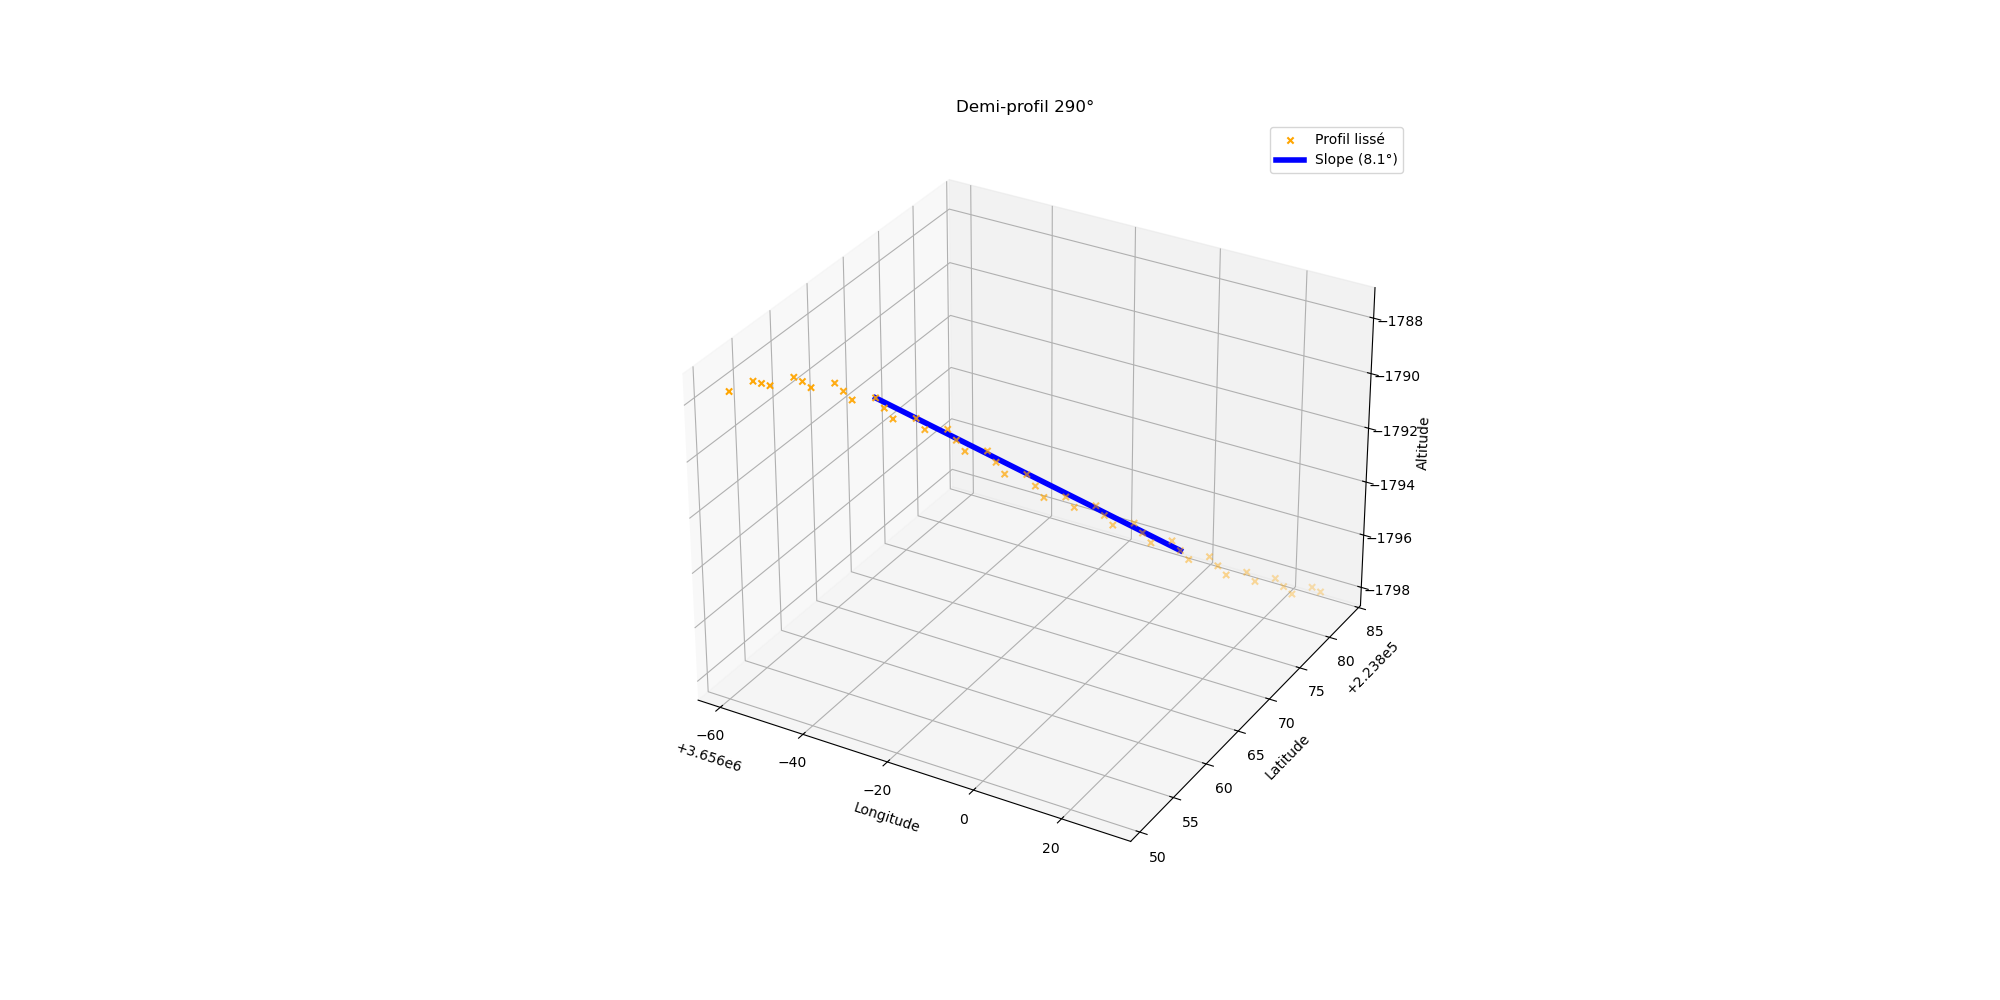 Demi-profil 290°
Profil lissé
Slope (8.1°)
−1788
−1790
−1792
−1794
−1796
−1798
Altitude
85
80
75
70
65
60
55
50
+2.238e5
Latitude
−60
−40
−20
0
20
+3.656e6
Longitude